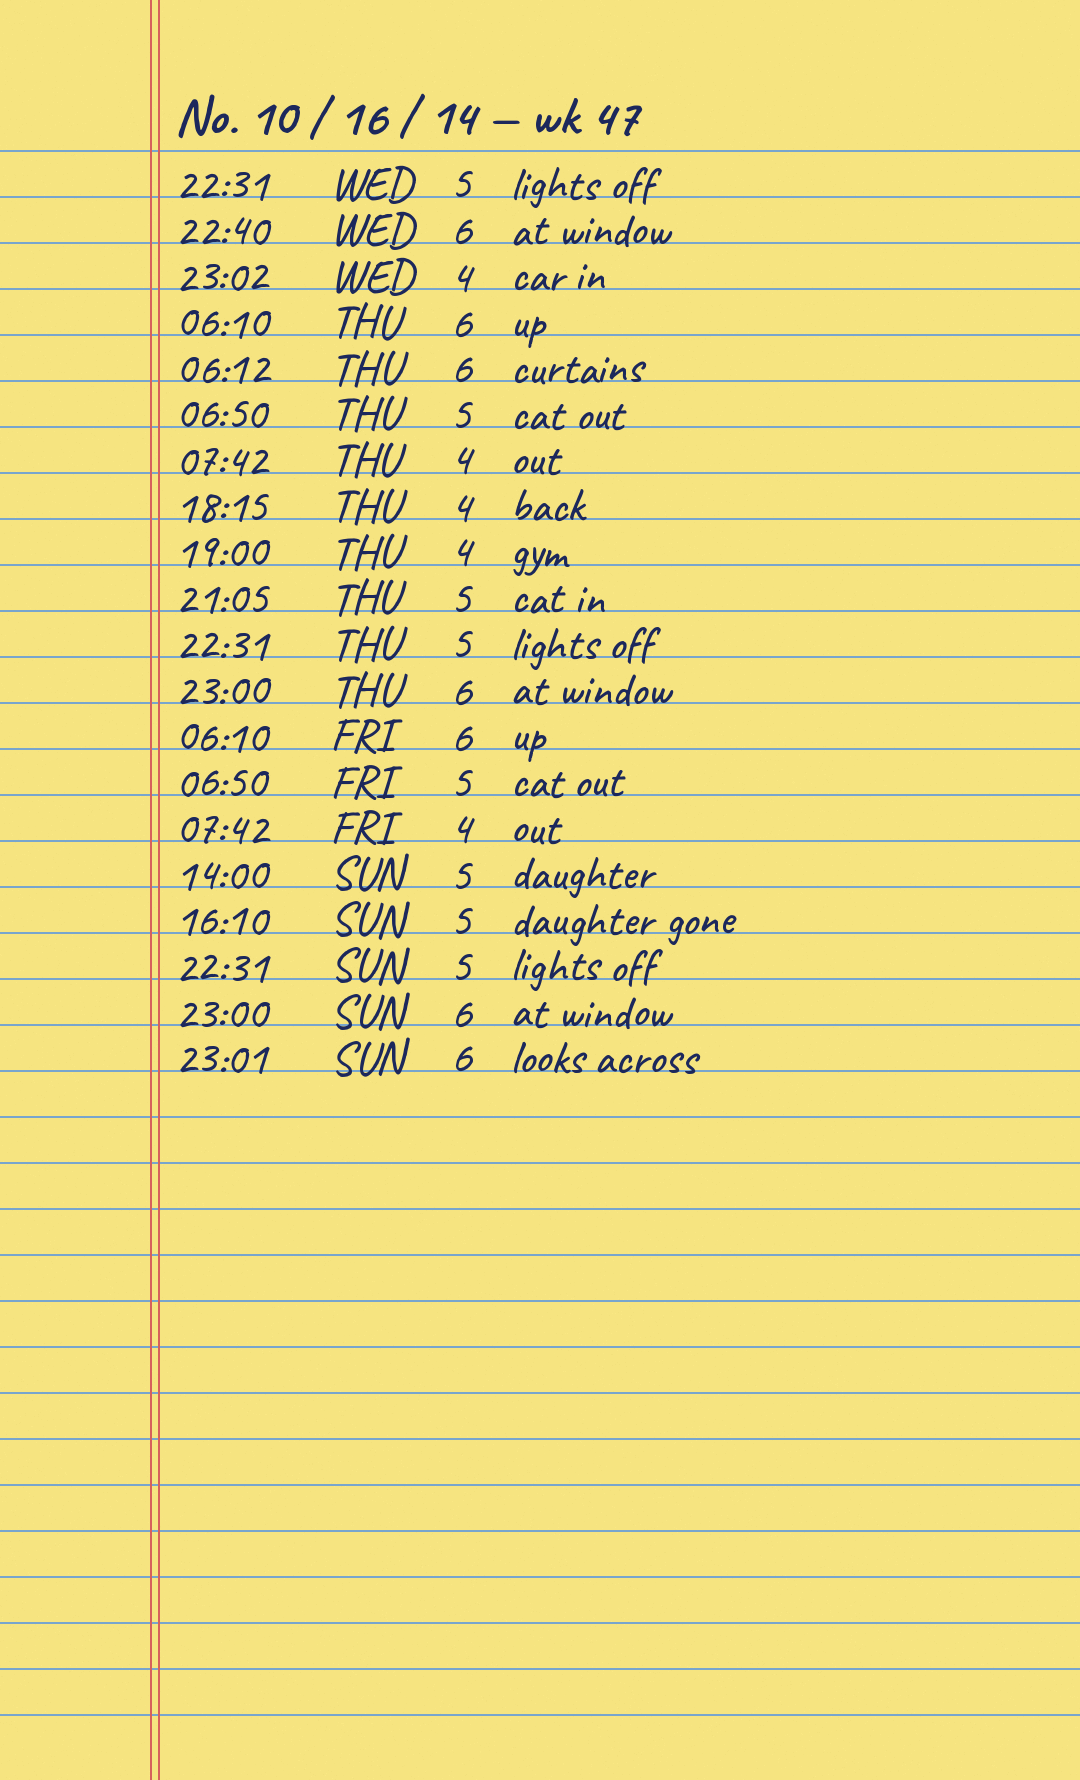 No. 10 / 16 / 14 — wk 47
22:31 WED 5 lights off
22:40 WED 6 at window
23:02 WED 4 car in
06:10 THU 6 up
06:12 THU 6 curtains
06:50 THU 5 cat out
07:42 THU 4 out
18:15 THU 4 back
19:00 THU 4 gym
21:05 THU 5 cat in
22:31 THU 5 lights off
23:00 THU 6 at window
06:10 FRI 6 up
06:50 FRI 5 cat out
07:42 FRI 4 out
14:00 SUN 5 daughter
16:10 SUN 5 daughter gone
22:31 SUN 5 lights off
23:00 SUN 6 at window
23:01 SUN 6 looks across